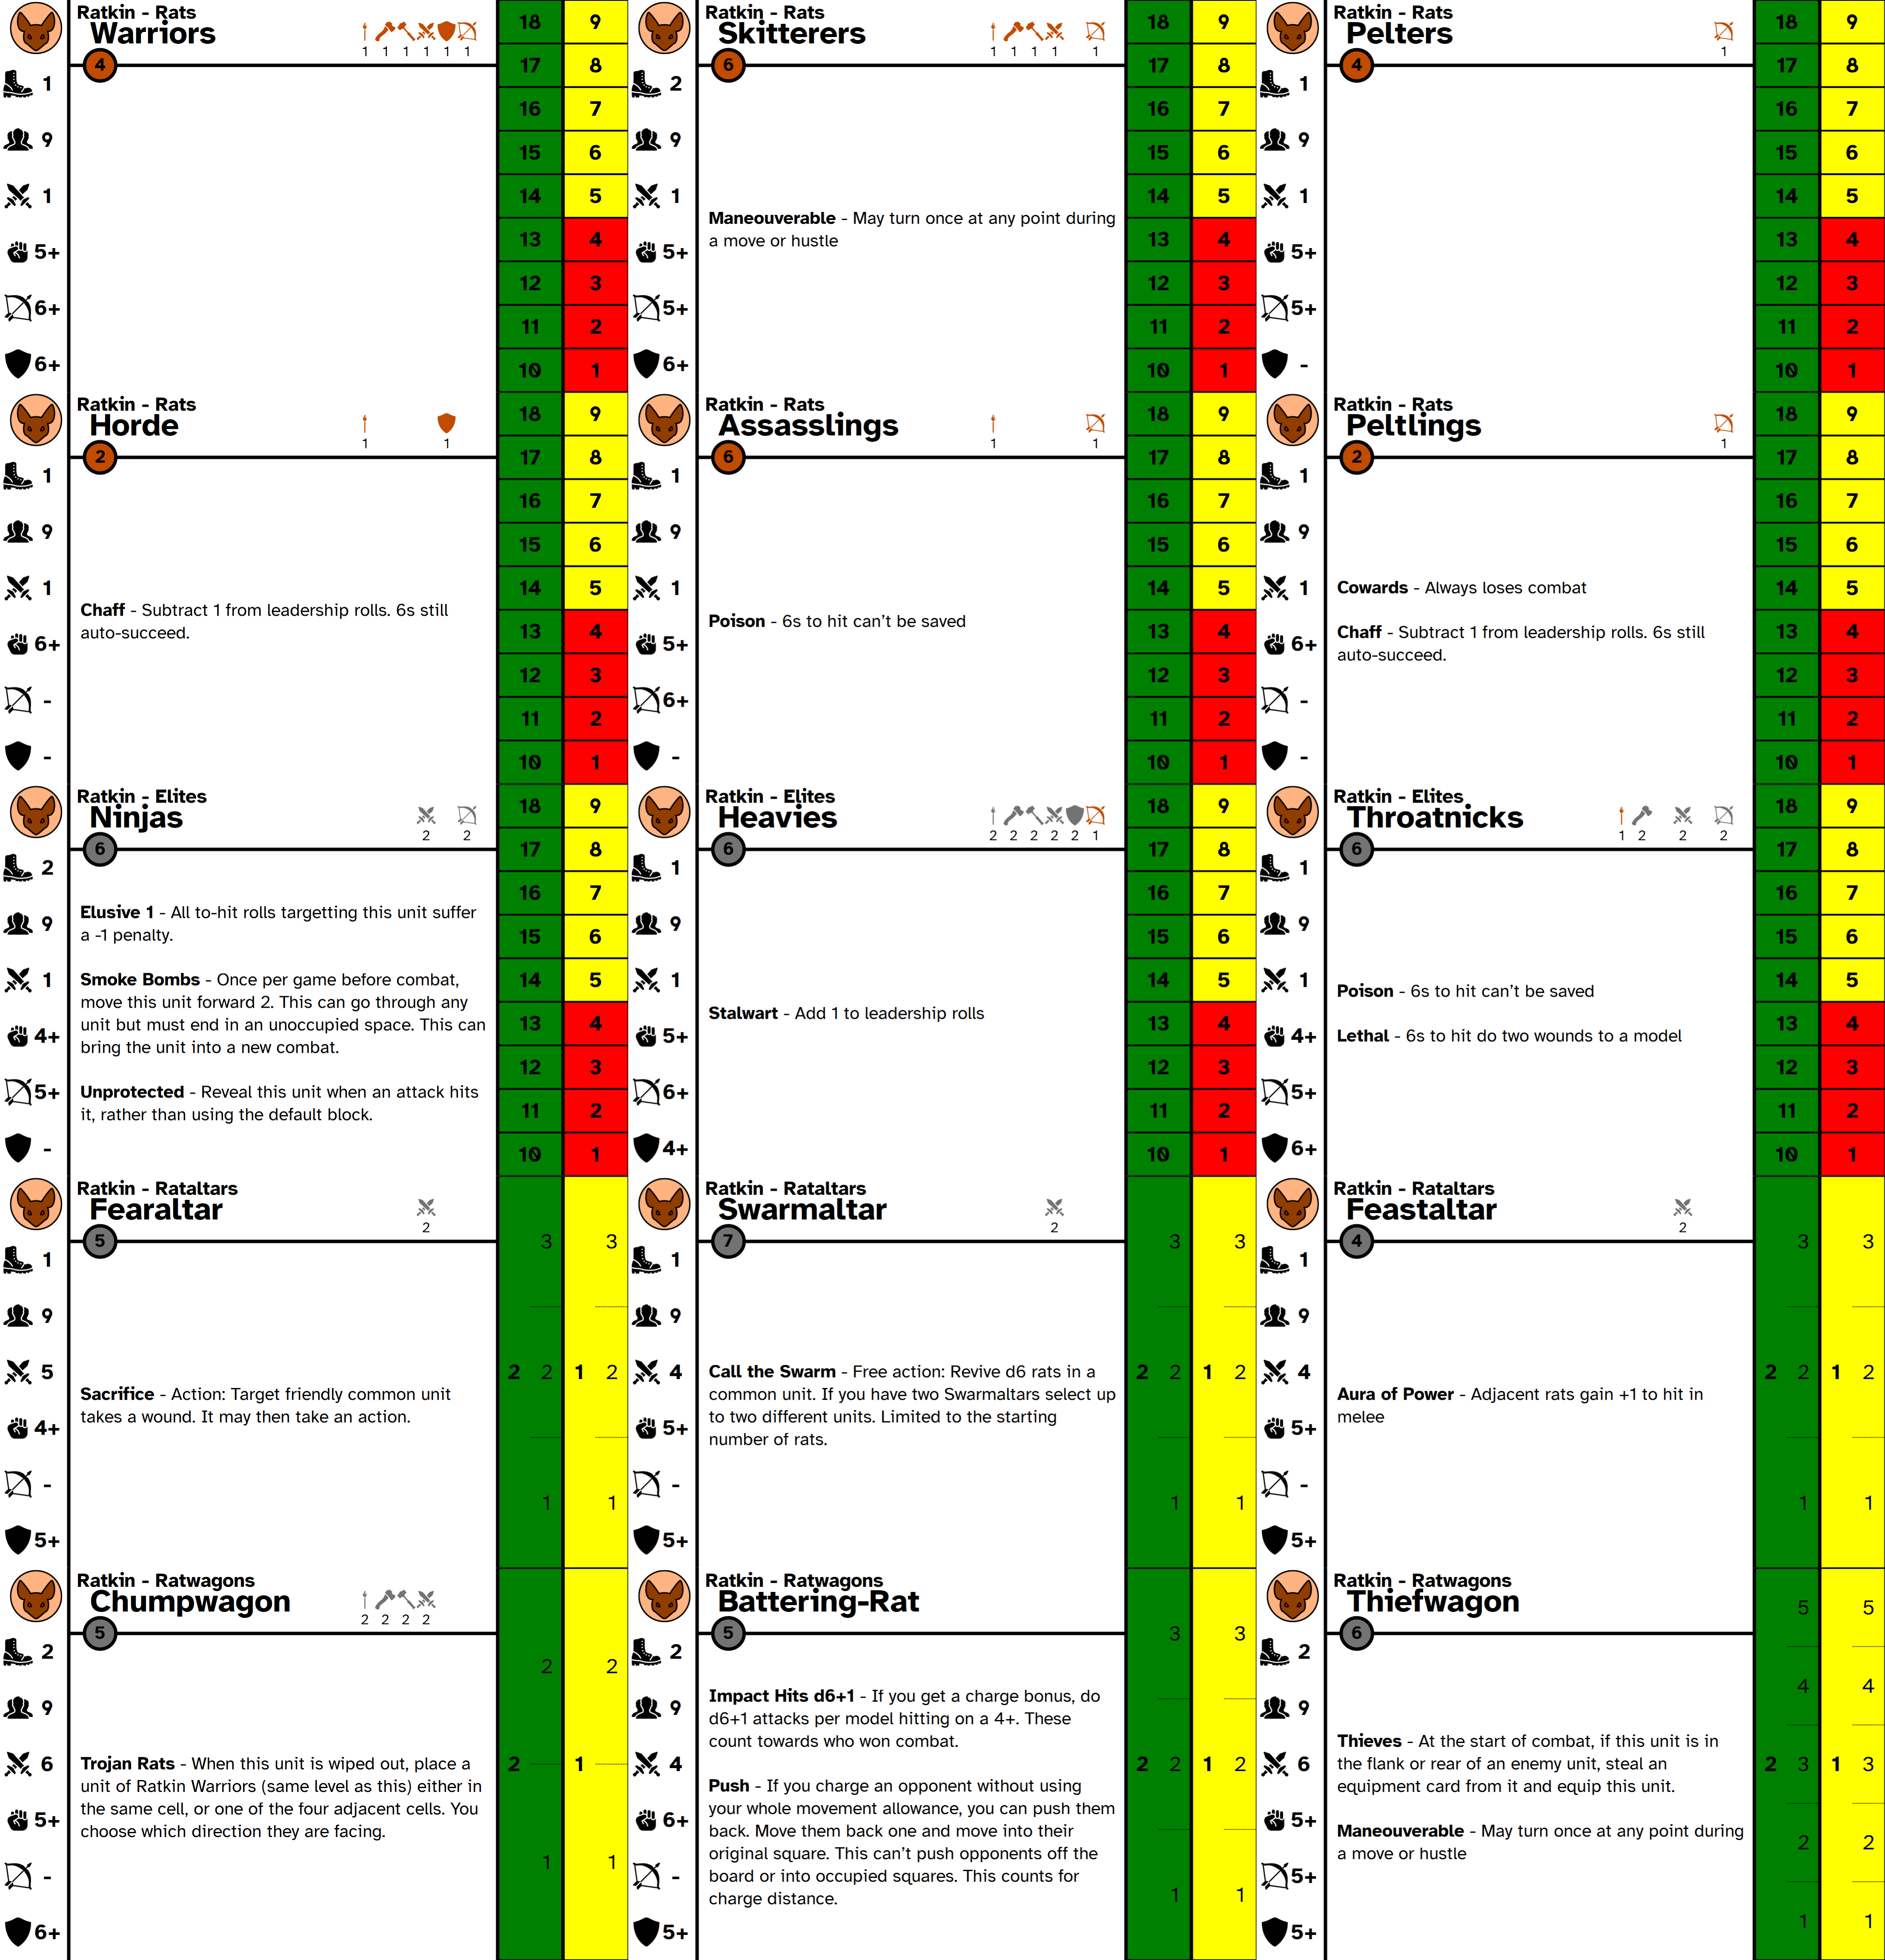 Ratkin - Rats
Warriors
1 1 1 1 1 1
4
1
9
1
5+
6+
6+
18 9
17 8
16 7
15 6
14 5
13 4
12 3
11 2
10 1
Ratkin - Rats
Skitterers
1 1 1 1 1
6
2
9
1
5+
5+
6+
Maneouverable - May turn once at any point during
a move or hustle
18 9
17 8
16 7
15 6
14 5
13 4
12 3
11 2
10 1
Ratkin - Rats
Pelters
1
4
1
9
1
5+
5+
-
18 9
17 8
16 7
15 6
14 5
13 4
12 3
11 2
10 1
Ratkin - Rats
Horde
1 1
2
1
9
1
6+
-
-
Chaff - Subtract 1 from leadership rolls. 6s still
auto-succeed.
18 9
17 8
16 7
15 6
14 5
13 4
12 3
11 2
10 1
Ratkin - Rats
Assasslings
1 1
6
1
9
1
5+
6+
-
Poison - 6s to hit can't be saved
18 9
17 8
16 7
15 6
14 5
13 4
12 3
11 2
10 1
Ratkin - Rats
Peltlings
1
2
1
9
1
6+
-
-
Cowards - Always loses combat
Chaff - Subtract 1 from leadership rolls. 6s still
auto-succeed.
18 9
17 8
16 7
15 6
14 5
13 4
12 3
11 2
10 1
Ratkin - Elites
Ninjas
2 2
6
2
9
1
4+
5+
-
Elusive 1 - All to-hit rolls targetting this unit suffer
a -1 penalty.
Smoke Bombs - Once per game before combat,
move this unit forward 2. This can go through any
unit but must end in an unoccupied space. This can
bring the unit into a new combat.
Unprotected - Reveal this unit when an attack hits
it, rather than using the default block.
18 9
17 8
16 7
15 6
14 5
13 4
12 3
11 2
10 1
Ratkin - Elites
Heavies
2 2 2 2 2 1
6
1
9
1
5+
6+
4+
Stalwart - Add 1 to leadership rolls
18 9
17 8
16 7
15 6
14 5
13 4
12 3
11 2
10 1
Ratkin - Elites
Throatnicks
1 2 2 2
6
1
9
1
4+
5+
6+
Poison - 6s to hit can't be saved
Lethal - 6s to hit do two wounds to a model
18 9
17 8
16 7
15 6
14 5
13 4
12 3
11 2
10 1
Ratkin - Rataltars
Fearaltar
2
5
1
9
5
4+
-
5+
Sacrifice - Action: Target friendly common unit
takes a wound. It may then take an action.
3 3
2 2 1 2
1 1
Ratkin - Rataltars
Swarmaltar
2
7
1
9
4
5+
-
5+
Call the Swarm - Free action: Revive d6 rats in a
common unit. If you have two Swarmaltars select up
to two different units. Limited to the starting
number of rats.
3 3
2 2 1 2
1 1
Ratkin - Rataltars
Feastaltar
2
4
1
9
4
5+
-
5+
Aura of Power - Adjacent rats gain +1 to hit in
melee
3 3
2 2 1 2
1 1
Ratkin - Ratwagons
Chumpwagon
2 2 2 2
5
2
9
6
5+
-
6+
Trojan Rats - When this unit is wiped out, place a
unit of Ratkin Warriors (same level as this) either in
the same cell, or one of the four adjacent cells. You
choose which direction they are facing.
2 2
2 1
1 1
Ratkin - Ratwagons
Battering-Rat
5
2
9
4
6+
-
5+
Impact Hits d6+1 - If you get a charge bonus, do
d6+1 attacks per model hitting on a 4+. These
count towards who won combat.
Push - If you charge an opponent without using
your whole movement allowance, you can push them
back. Move them back one and move into their
original square. This can't push opponents off the
board or into occupied squares. This counts for
charge distance.
3 3
2 2 1 2
1 1
Ratkin - Ratwagons
Thiefwagon
6
2
9
6
5+
5+
5+
Thieves - At the start of combat, if this unit is in
the flank or rear of an enemy unit, steal an
equipment card from it and equip this unit.
Maneouverable - May turn once at any point during
a move or hustle
5 5
4 4
2 3 1 3
2 2
1 1